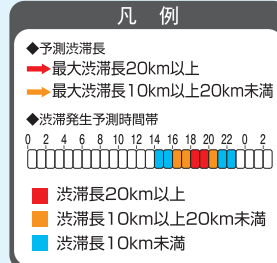 凡 例
◆予測渋滞長
最大渋滞長20km以上
最大渋滞長10km以上20km未満
◆渋滞発生予測時間帯
0 2 4 6 8 10 12 14 16 18 20 22 0 2
渋滞長20km以上
渋滞長10km以上20km未満
渋滞長10km未満